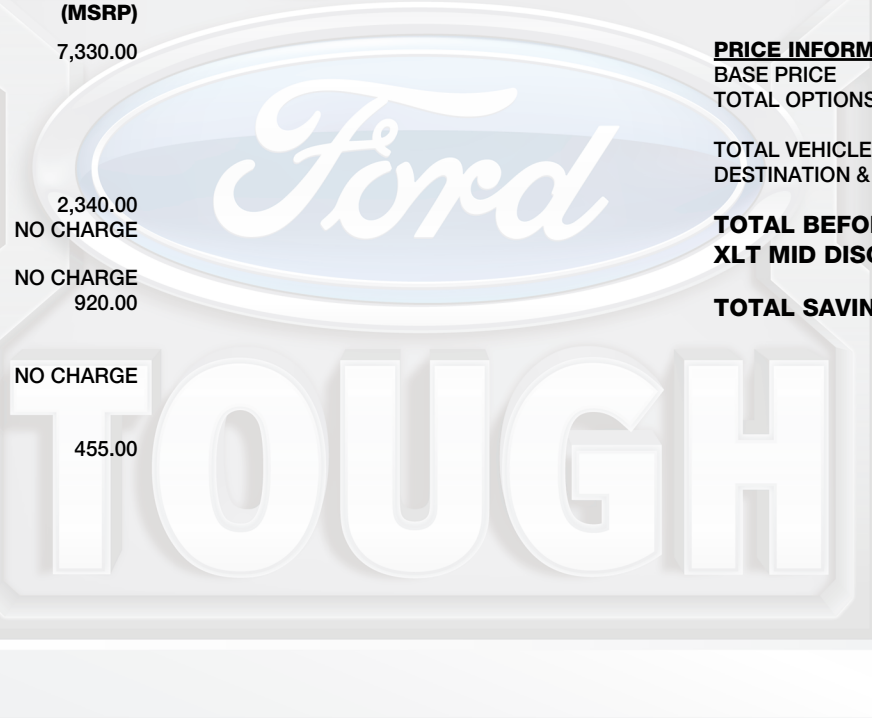 (MSRP)
7,330.00
2,340.00
NO CHARGE
NO CHARGE
920.00
NO CHARGE
455.00
PRICE INFORM
BASE PRICE
TOTAL OPTIONS
TOTAL VEHICLE
DESTINATION &
TOTAL BEFO
XLT MID DISC
TOTAL SAVIN
Ford
TOUGH